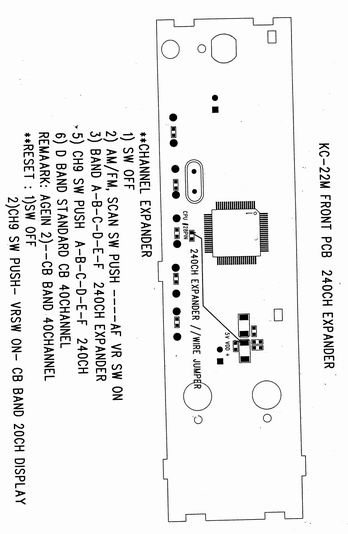 KC-22M FRONT PCB 240CH EXPANDER
CPU #28PIN
240CH EXPANDER //WIRE JUMPER
5V VDD +
**CHANNEL EXPANDER
1) SW OFF
2) AM/FM, SCAN SW PUSH -----AF VR SW ON
3) BAND A-B-C-D-E-F 240CH EXPANDER
5) CH9 SW PUSH A-B-C-D-E-F 240CH
6) D BAND STANDARD CB 40CHANNEL
REMAARK: AGEIN 2)--CB BAND 40CHANNEL
**RESET : 1)SW OFF
2)CH9 SW PUSH- VRSW ON- CB BAND 20CH DISPLAY